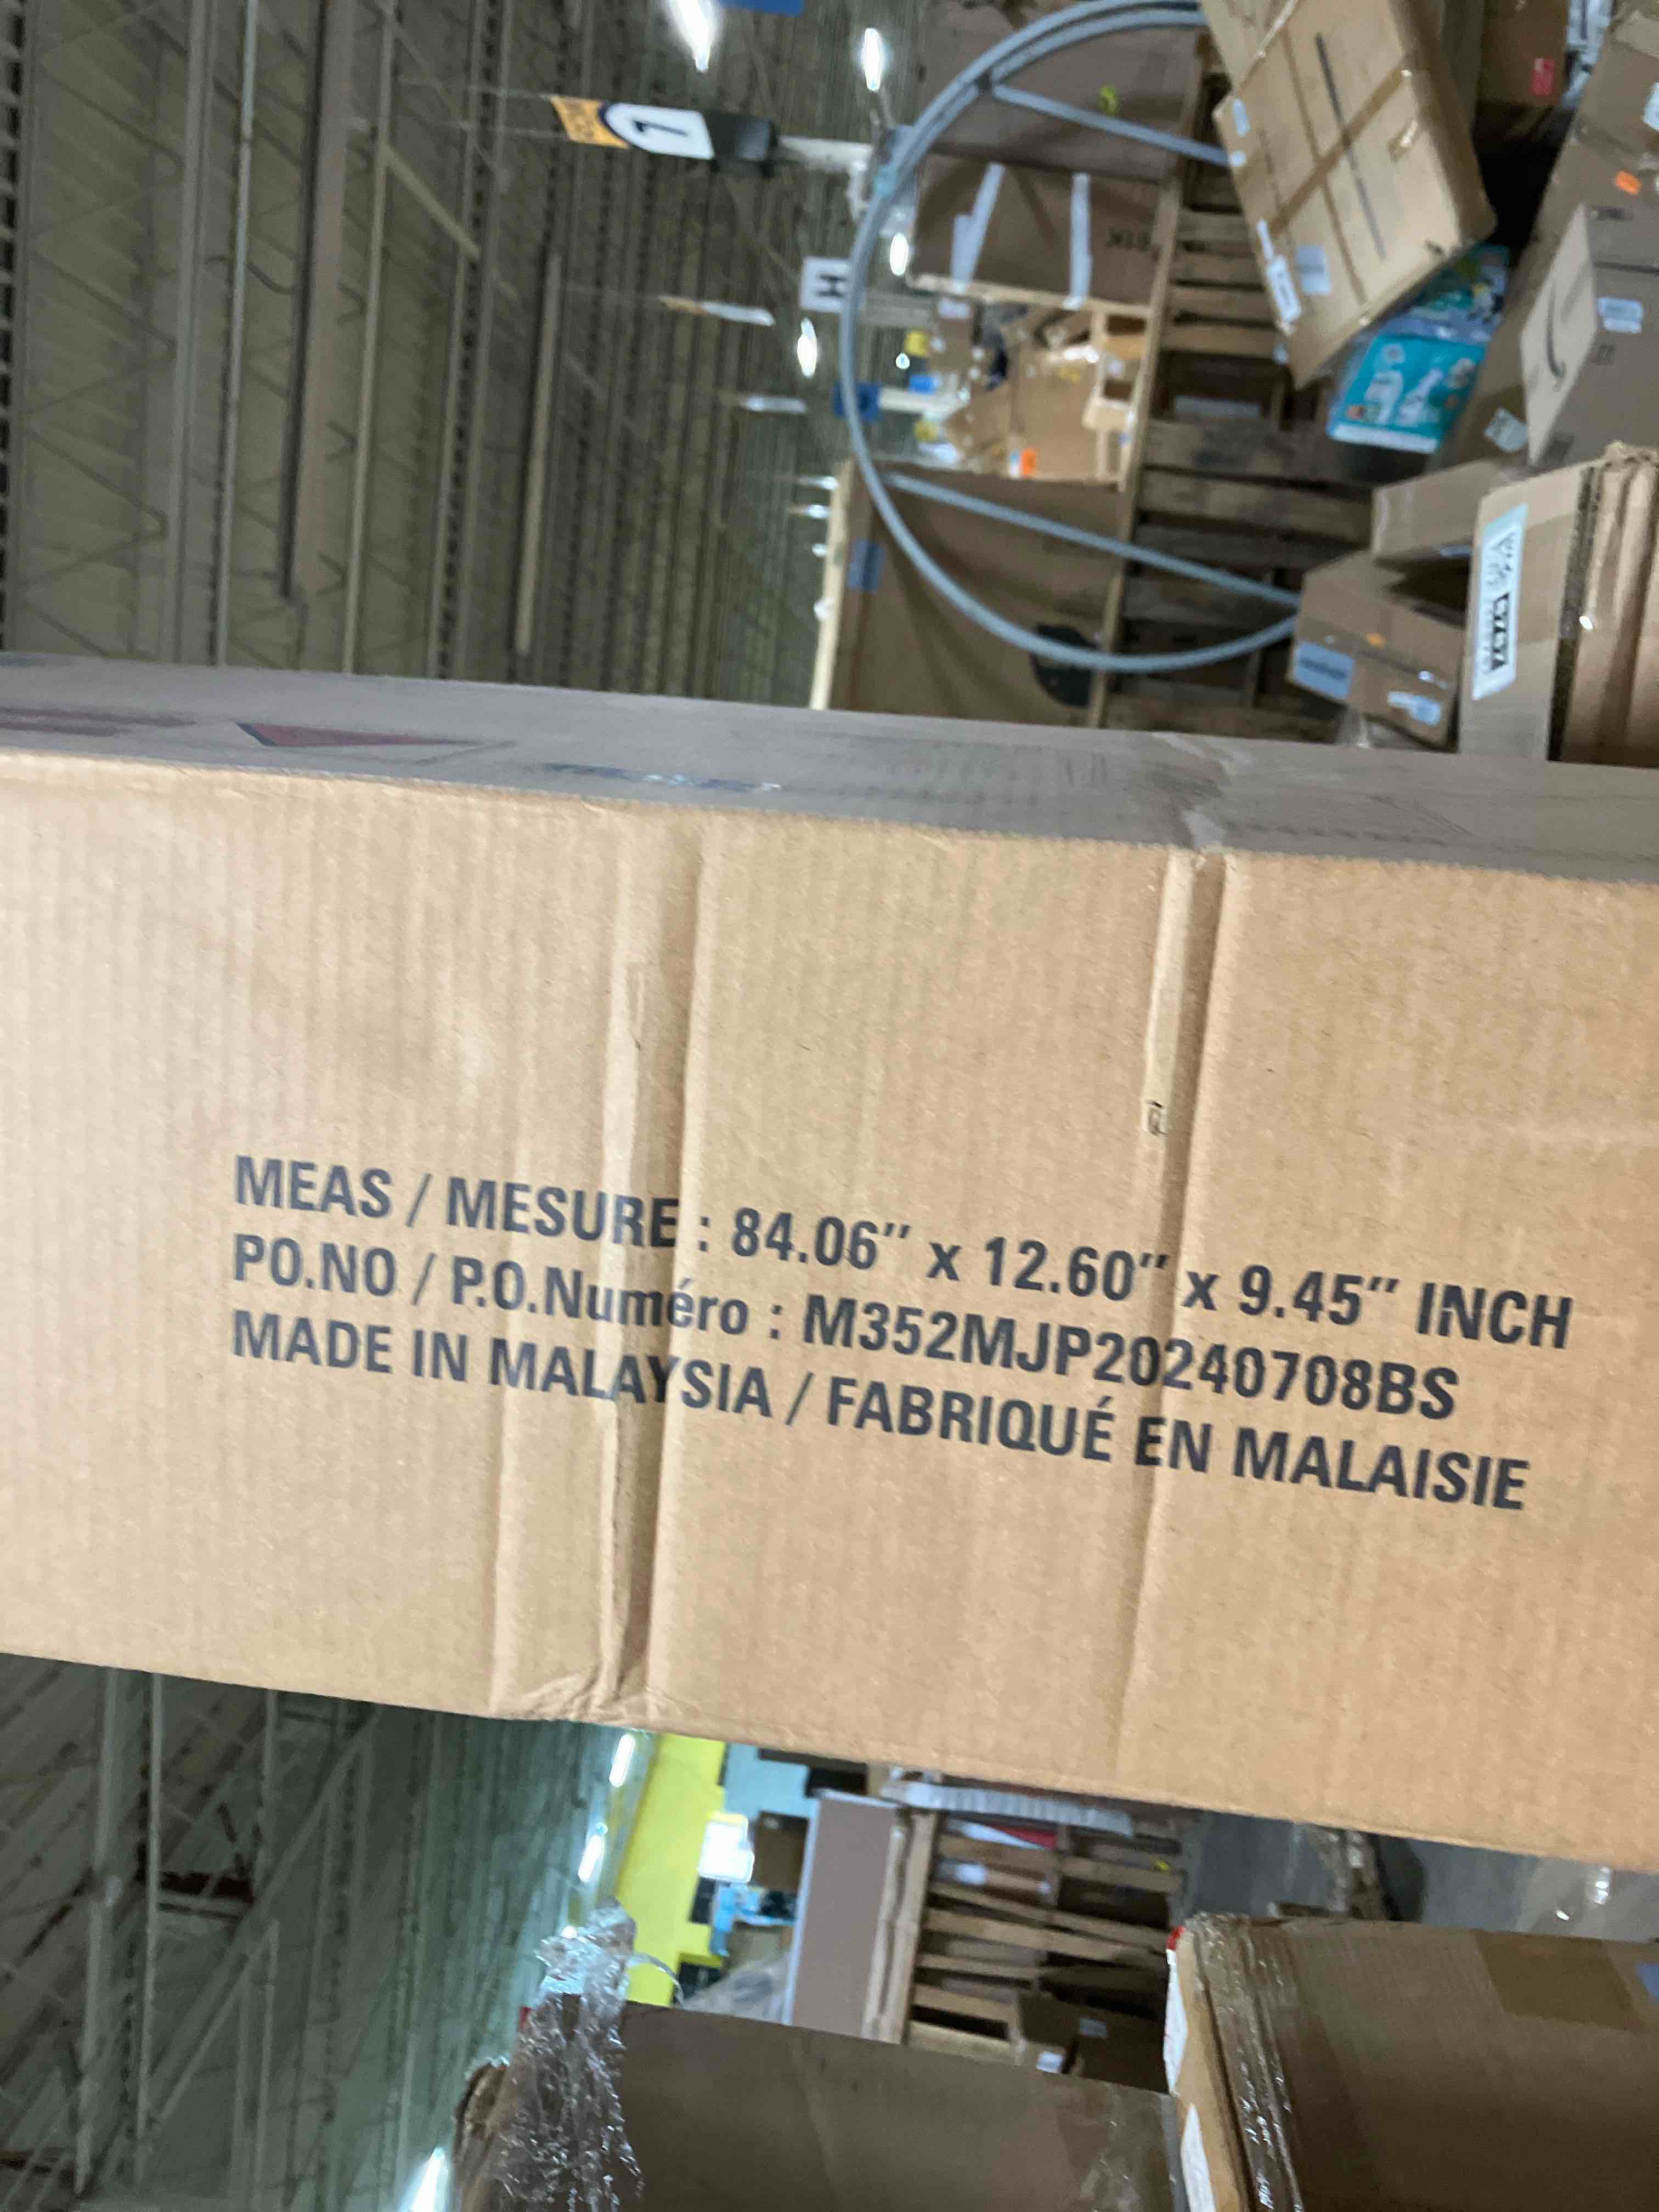 MEAS / MESURE : 84.06" x 12.60" x 9.45" INCH
PO.NO / P.O.Numéro : M352MJP20240708BS
MADE IN MALAYSIA / FABRIQUÉ EN MALAISIE
1
H